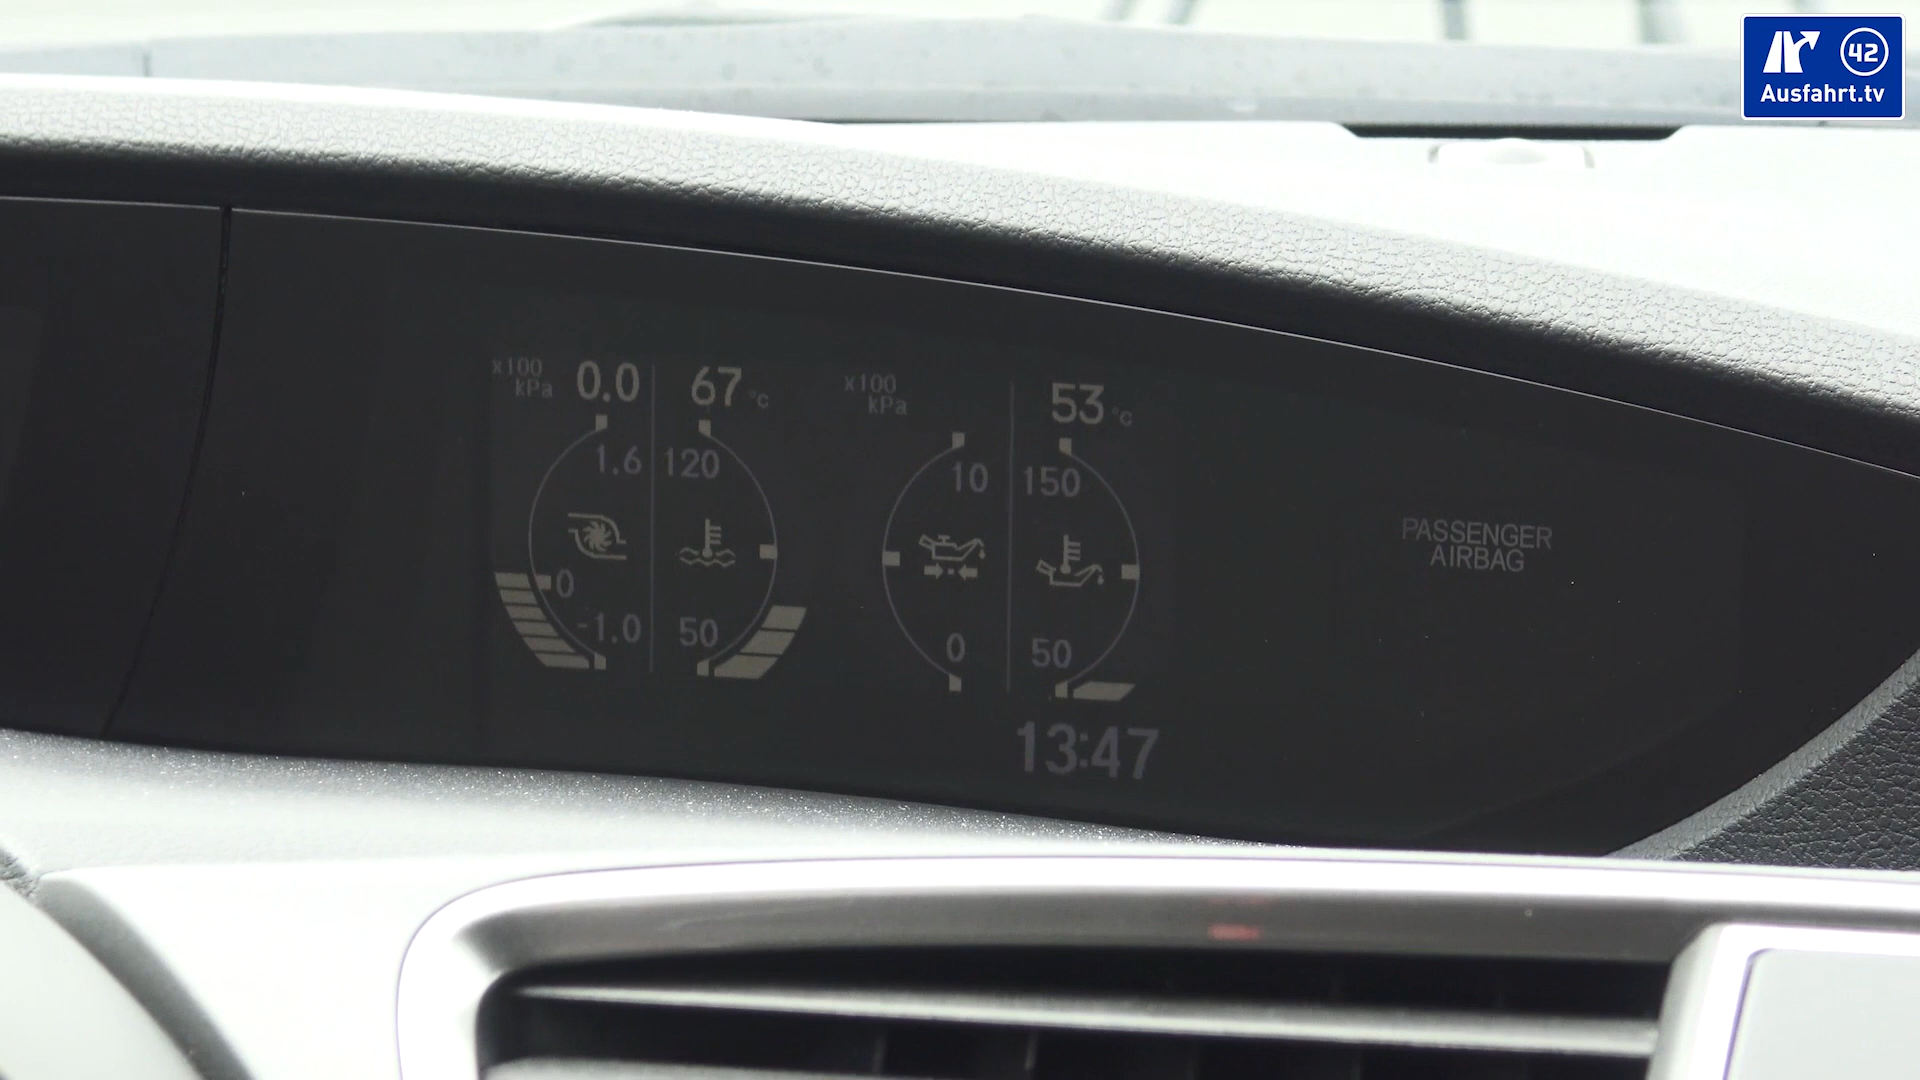 42
Ausfahrt.tv
x100
kPa
0.0
67 °C
1.6
120
0
-1.0
50
x100
kPa
53 °C
10
150
0
50
13:47
PASSENGER
AIRBAG